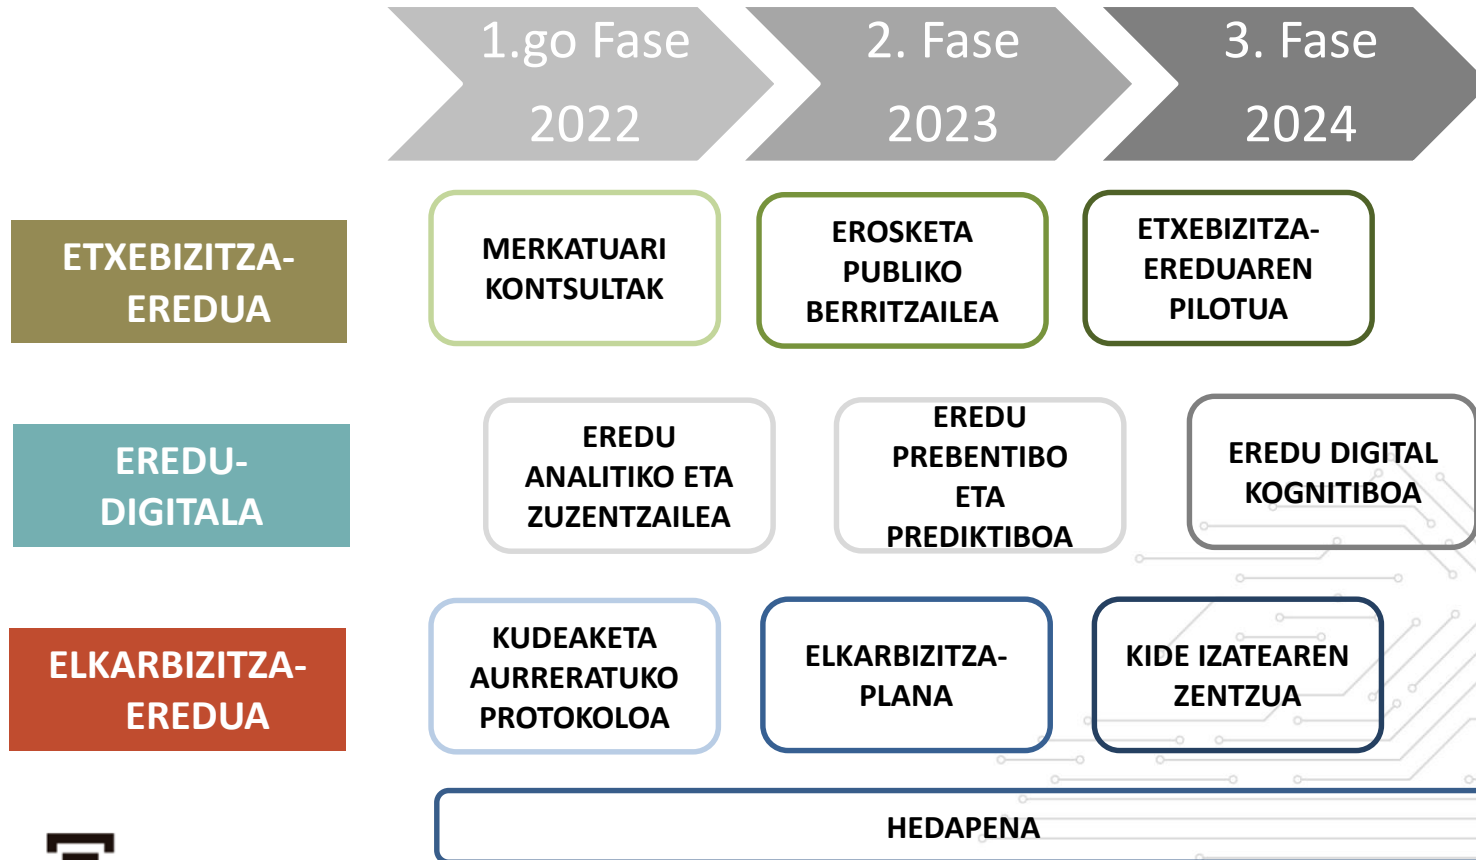 1.go Fase
2022
2. Fase
2023
3. Fase
2024
ETXEBIZITZA-
EREDUA
MERKATUARI
KONTSULTAK
EROSKETA
PUBLIKO
BERRITZAILEA
ETXEBIZITZA-
EREDUAREN
PILOTUA
EREDU-
DIGITALA
EREDU
ANALITIKO ETA
ZUZENTZAILEA
EREDU
PREBENTIBO
ETA
PREDIKTIBOA
EREDU DIGITAL
KOGNITIBOA
ELKARBIZITZA-
EREDUA
KUDEAKETA
AURRERATUKO
PROTOKOLOA
ELKARBIZITZA-
PLANA
KIDE IZATEAREN
ZENTZUA
HEDAPENA